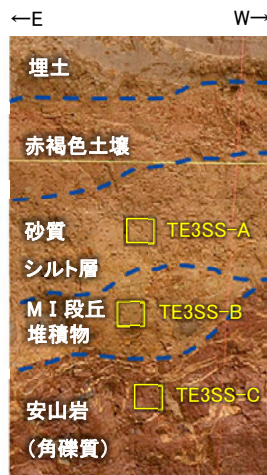 ←E W→
埋土
赤褐色土壌
砂質 TE3SS-A
シルト層
MⅠ段丘 TE3SS-B
堆積物
安山岩 TE3SS-C
(角礫質)